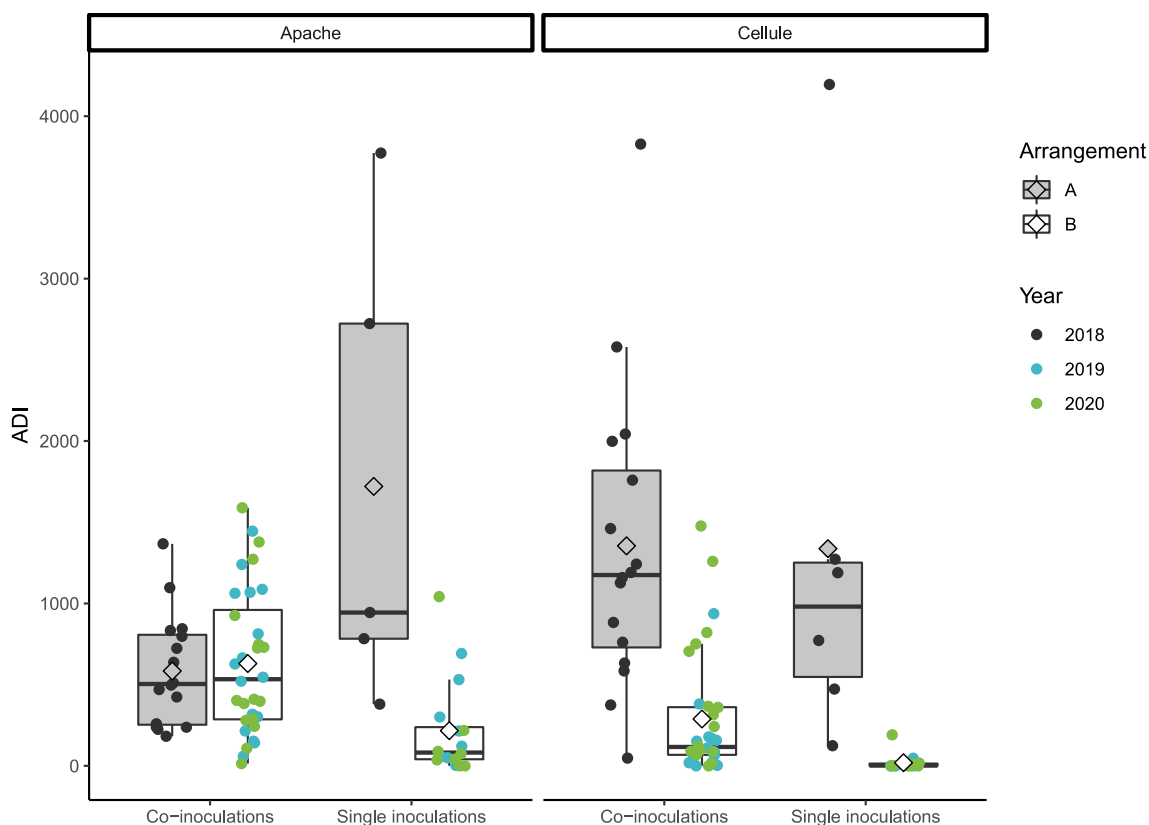 Apache
Cellule
ADI
4000
3000
2000
1000
0
Co−inoculations
Single inoculations
Co−inoculations
Single inoculations
Arrangement
A
B
Year
2018
2019
2020